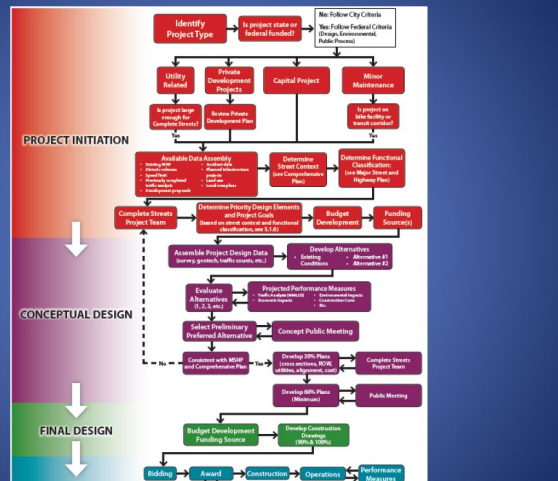 Identify
Project Type
Is project state or
federal funded?
No: Follow City Criteria
Yes: Follow Federal Criteria
(Design, Environmental,
Public Process)
Utility
Related
Private
Development
Projects
Capital Project
Minor
Maintenance
Is project large
enough for
Complete Streets?
Review Private
Development Plan
Is project on
bike facility or
transit corridor?
Yes
Yes
PROJECT INITIATION
Available Data Assembly
• Existing ROW
• Historic volumes
• Speed limit
• Previously completed
traffic analysis
• Development proposals
• Accident data
• Planned infrastructure
projects
• Land use
• Local complans
Determine
Street Context
(see Comprehensive
Plan)
Determine Functional
Classification:
(see Major Street and
Highway Plan)
Complete Streets
Project Team
Determine Priority Design Elements
and Project Goals
(based on street context and functional
classification, see 3.1.6)
Budget
Development
Funding
Source(s)
Assemble Project Design Data
(survey, geotech, traffic counts, etc.)
Develop Alternatives
• Existing
Conditions
• Alternative #1
• Alternative #2
CONCEPTUAL DESIGN
Evaluate
Alternatives
(1, 2, 3, etc.)
Projected Performance Measures
• Traffic Analysis
• Economic Impacts
• Environmental Impacts
• Construction Costs
• Etc.
Select Preliminary
Preferred Alternative
Concept Public Meeting
No
Consistent with MSHP
and Comprehensive Plan
Yes
Develop 30% Plans
(cross sections, ROW,
utilities, alignment, cost)
Complete Streets
Project Team
Develop 60% Plans
(Minimum)
Public Meeting
FINAL DESIGN
Budget Development
Funding Source
Develop Construction
Drawings
(90% & 100%)
Bidding
Award
Construction
Operations
Performance
Measures